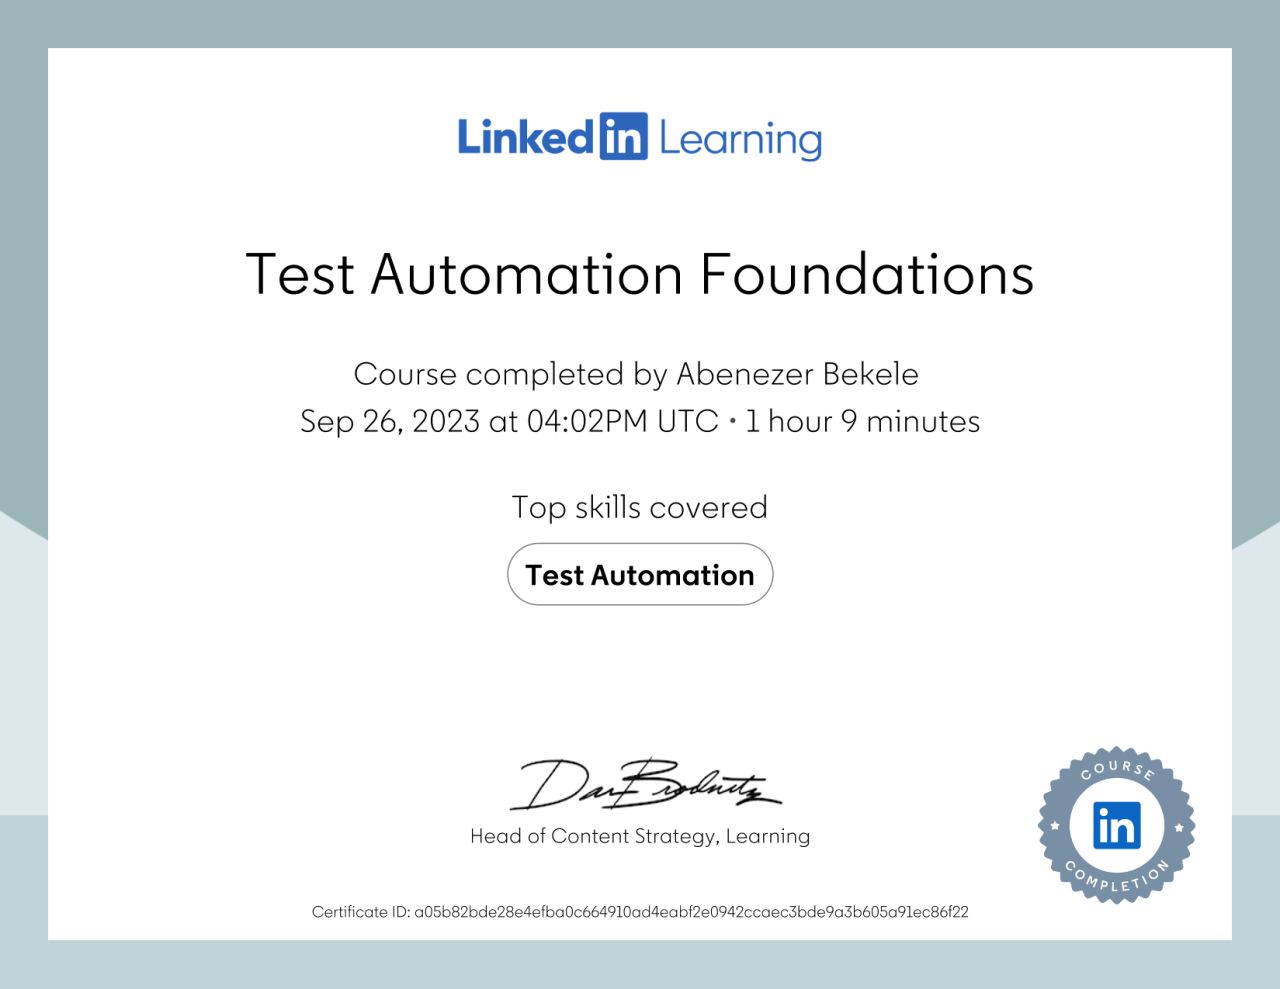 LinkedIn Learning
Test Automation Foundations
Course completed by Abenezer Bekele
Sep 26, 2023 at 04:02PM UTC • 1 hour 9 minutes
Top skills covered
Test Automation
Dan Brodnitz
Head of Content Strategy, Learning
COURSE
in
COMPLETION
Certificate ID: a05b82bde28e4efba0c664910ad4eabf2e0942ccaec3bde9a3b605a91ec86f22